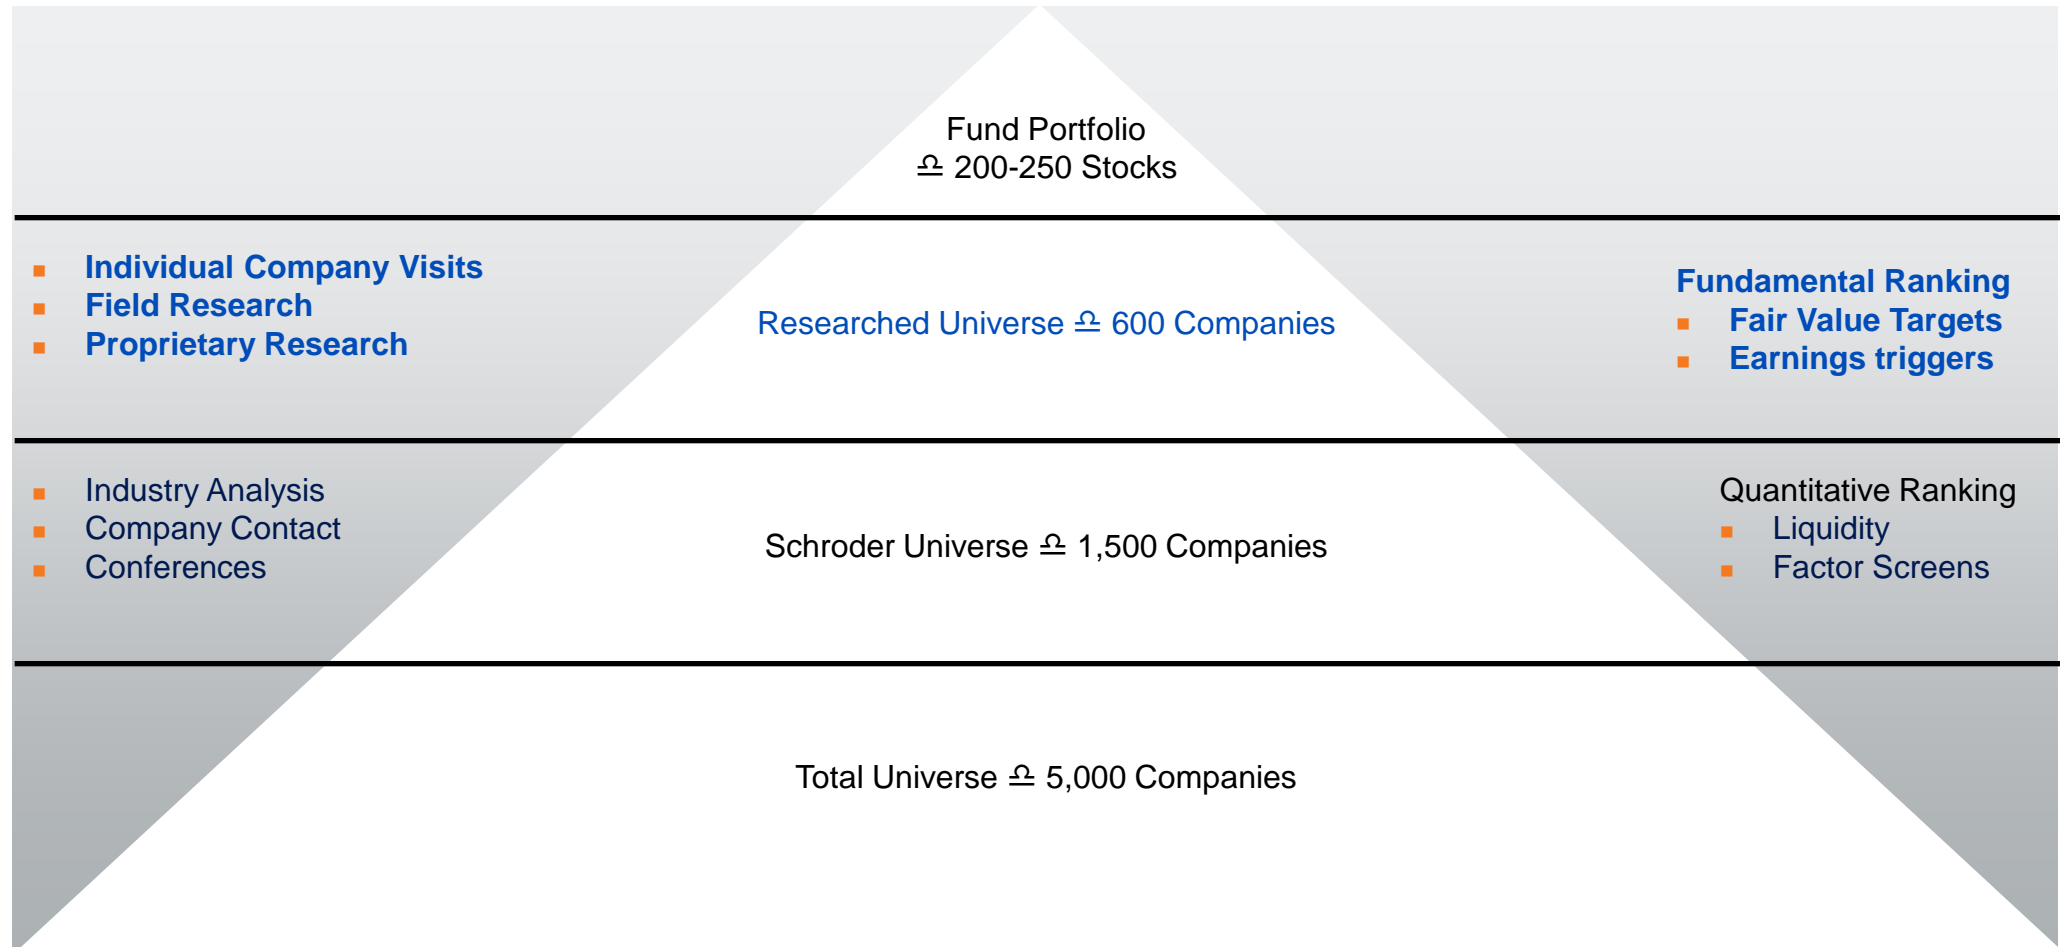 Fund Portfolio
♎ 200-250 Stocks
Individual Company Visits
Field Research
Proprietary Research
Researched Universe ♎ 600 Companies
Fundamental Ranking
Fair Value Targets
Earnings triggers
Industry Analysis
Company Contact
Conferences
Schroder Universe ♎ 1,500 Companies
Quantitative Ranking
Liquidity
Factor Screens
Total Universe ♎ 5,000 Companies